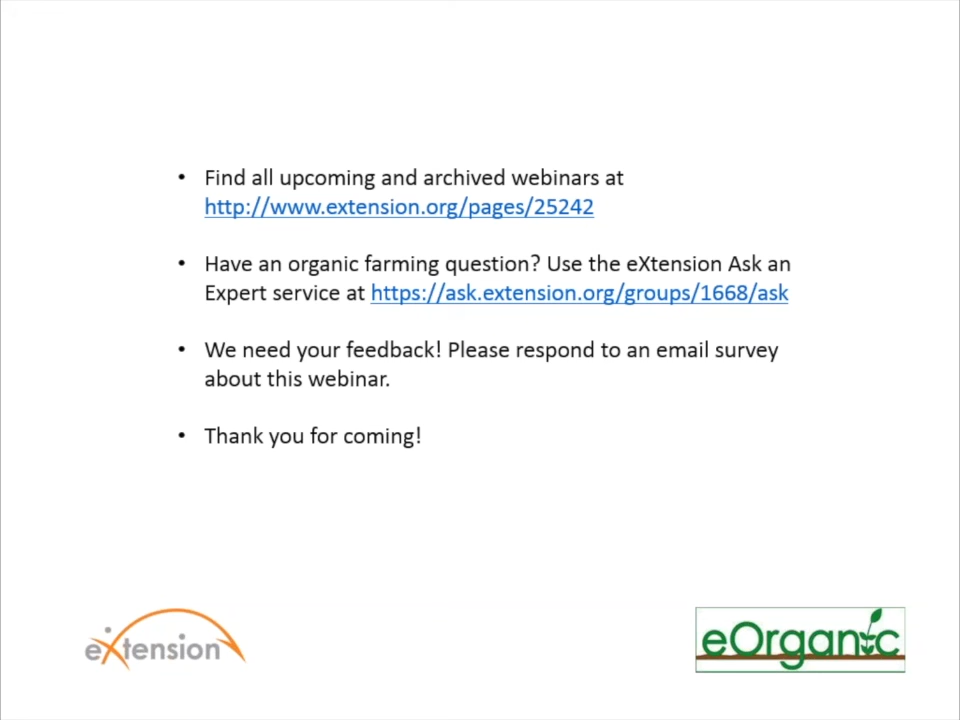 • Find all upcoming and archived webinars at
http://www.extension.org/pages/25242
• Have an organic farming question? Use the eXtension Ask an
Expert service at https://ask.extension.org/groups/1668/ask
• We need your feedback! Please respond to an email survey
about this webinar.
• Thank you for coming!
eXtension
eOrganic